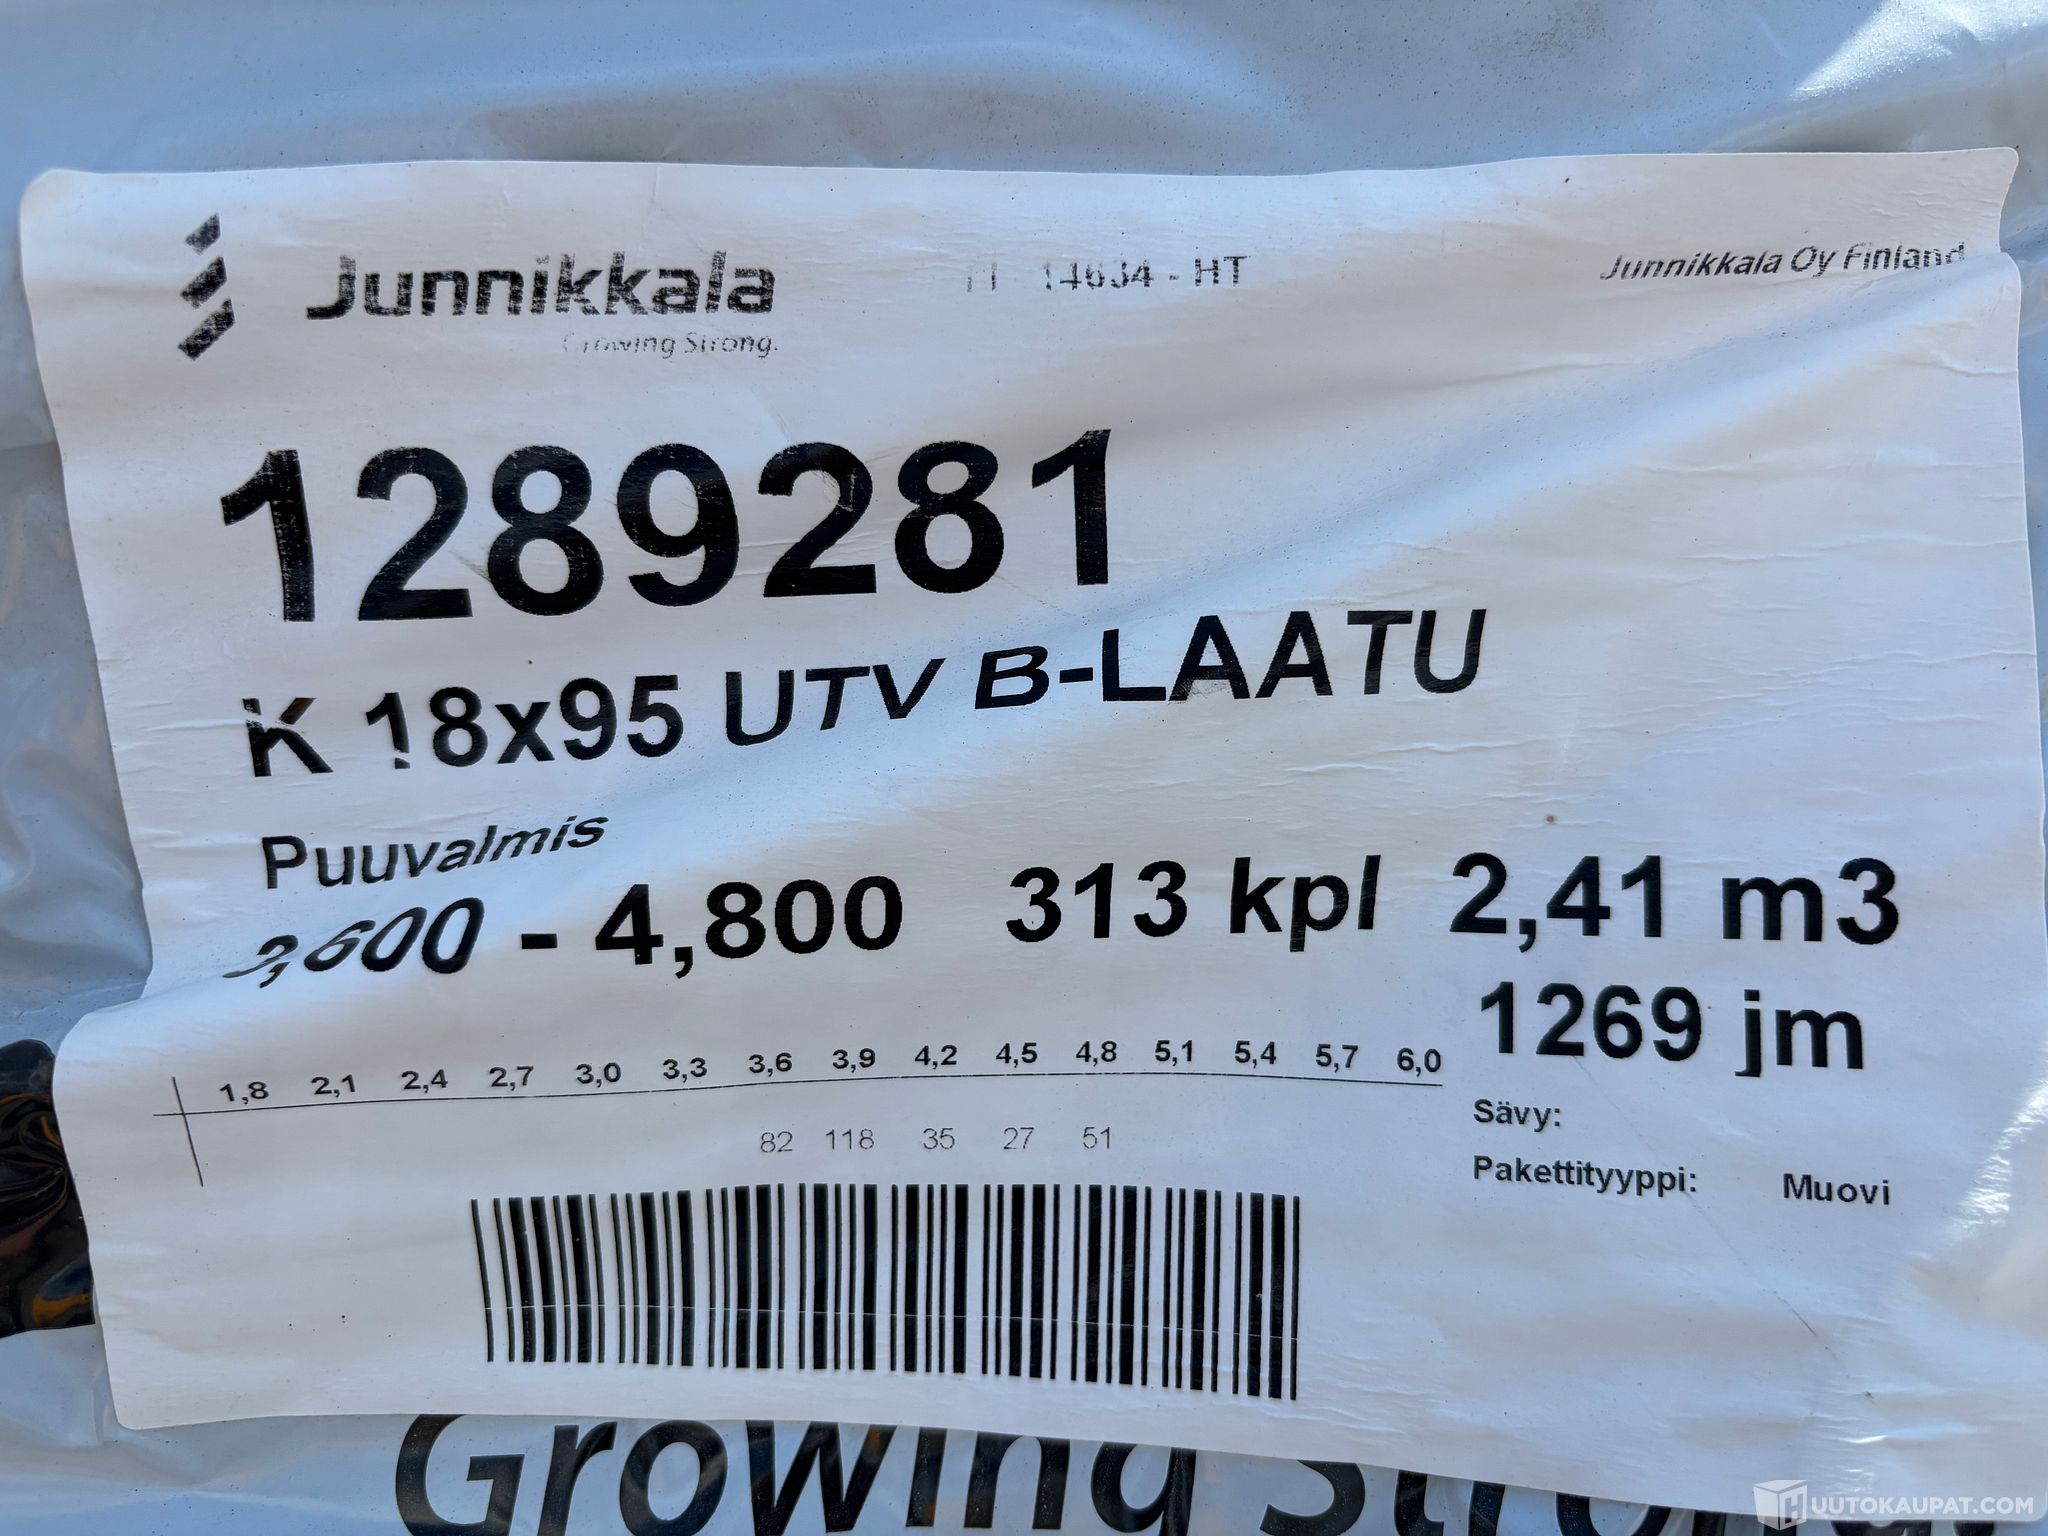 Junnikkala
Growing Strong.
14634 - HT
Junnikkala Oy Finland
1289281
K 18x95 UTV B-LAATU
Puuvalmis
3,600 - 4,800 313 kpl 2,41 m3
1269 jm
1,8 2,1 2,4 2,7 3,0 3,3 3,6 3,9 4,2 4,5 4,8 5,1 5,4 5,7 6,0
82 118 35 27 51
Sävy:
Pakettityyppi: Muovi
Growing Strong
HUUTOKAUPAT.COM